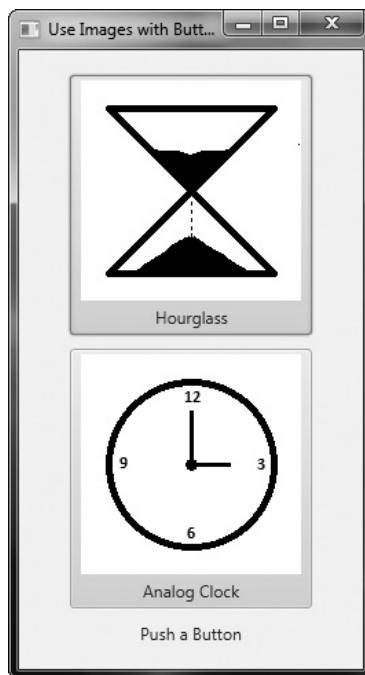 Use Images with Butt...
Hourglass
12
9
3
6
Analog Clock
Push a Button